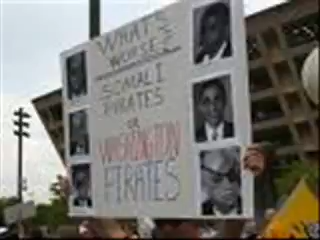 WHAT'S
WORSE?
SOMALI
PIRATES
OR
WASHINGTON
PIRATES